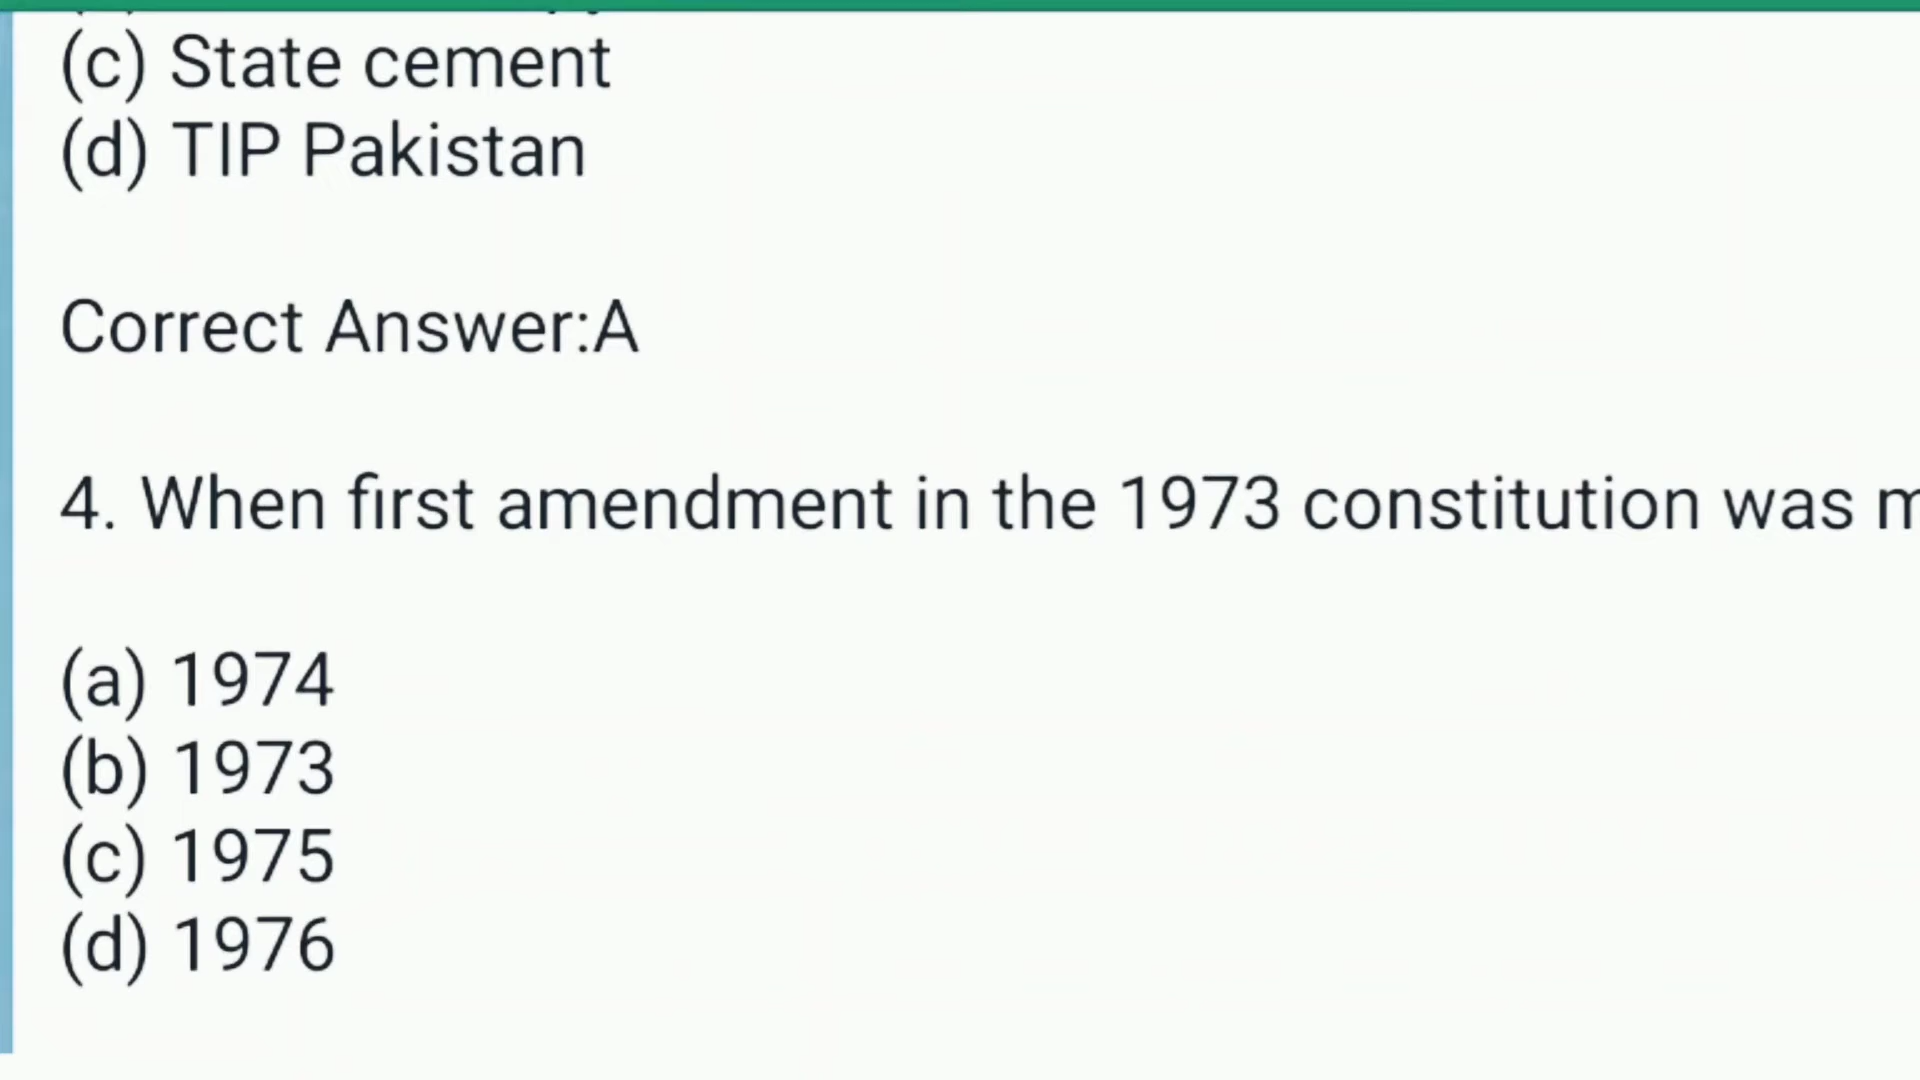 (c) State cement
(d) TIP Pakistan
Correct Answer:A
4. When first amendment in the 1973 constitution was
(a) 1974
(b) 1973
(c) 1975
(d) 1976